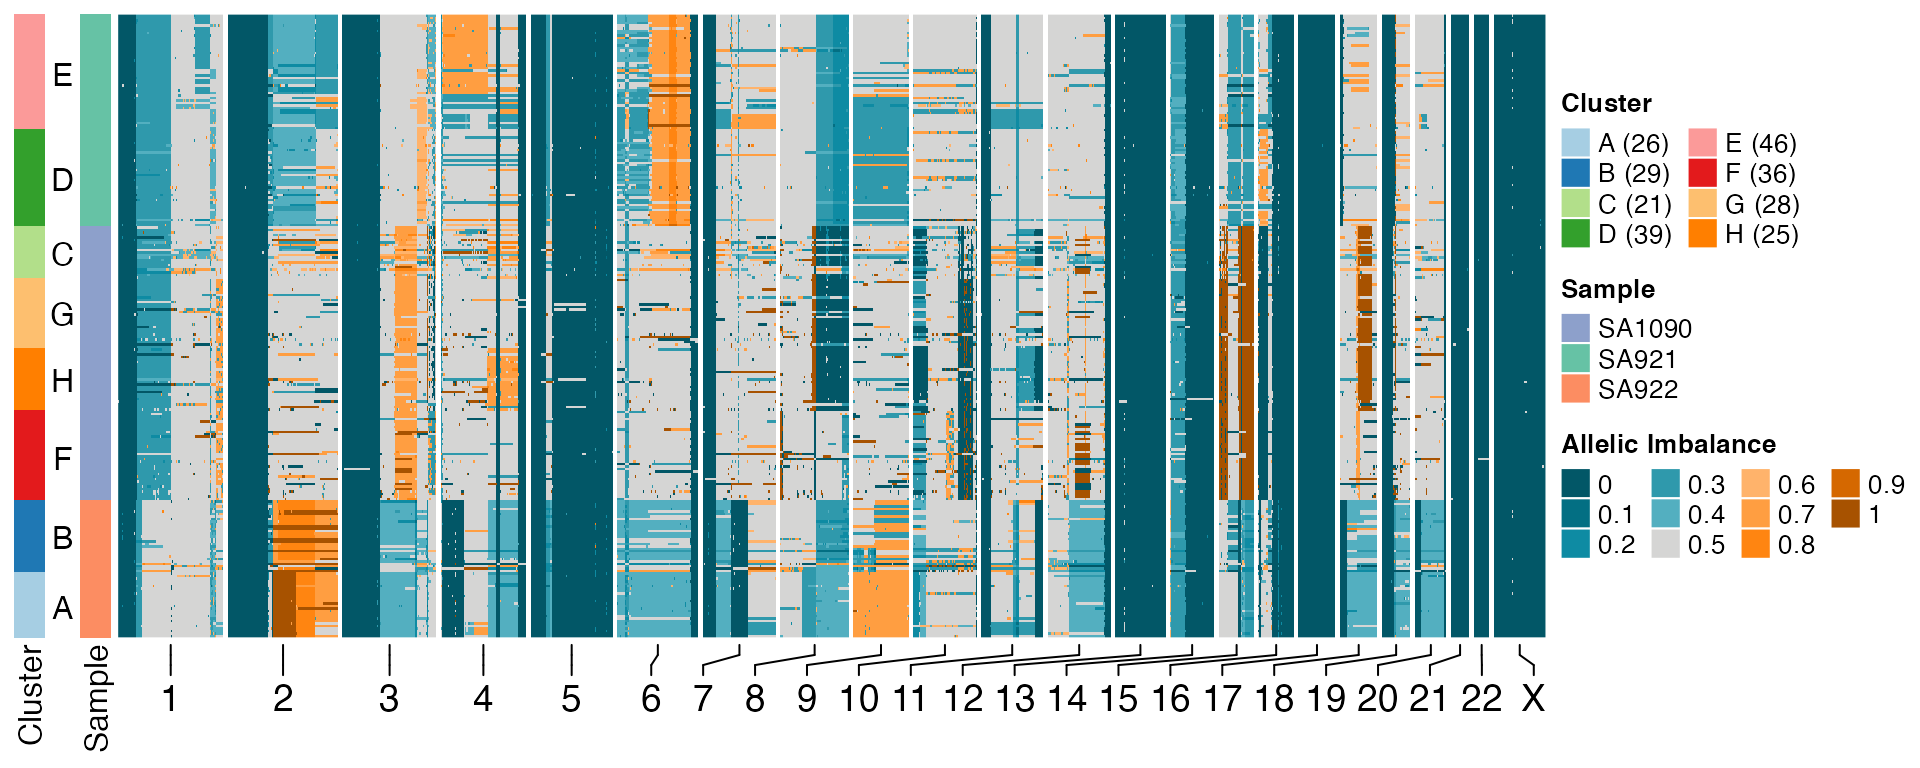 E
D
C
G
H
F
B
A
Cluster
Sample
1
2
3
4
5
6
7
8
9
10
11
12
13
14
15
16
17
18
19
20
21
22
X
Cluster
A (26)
E (46)
B (29)
F (36)
C (21)
G (28)
D (39)
H (25)
Sample
SA1090
SA921
SA922
Allelic Imbalance
0
0.3
0.6
0.9
0.1
0.4
0.7
1
0.2
0.5
0.8